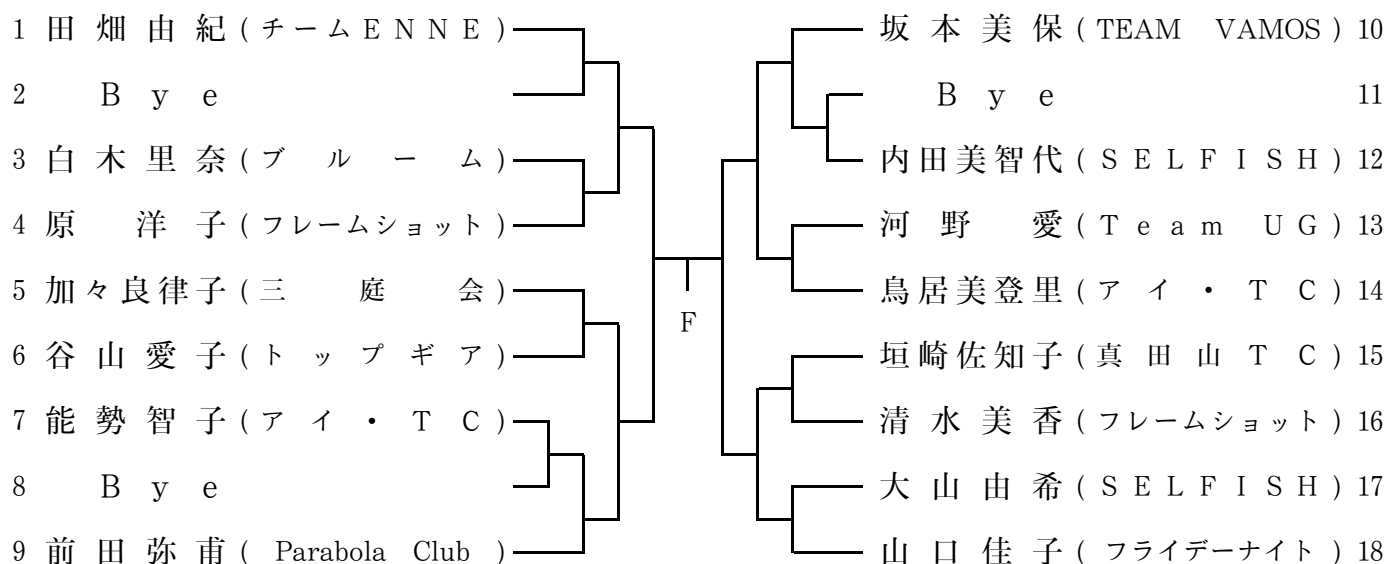 1 田畑由紀(チームENNE)
2 Bye
3 白木里奈(ブルーム)
4 原 洋子(フレームショット)
5 加々良律子(三庭会)
6 谷山愛子(トップギア)
7 能勢智子(アイ・TC)
8 Bye
9 前田弥甫(Parabola Club)
F
坂本美保(TEAM VAMOS) 10
Bye 11
内田美智代(SELFISH) 12
河野 愛(Team UG) 13
鳥居美登里(アイ・TC) 14
垣崎佐知子(真田山TC) 15
清水美香(フレームショット) 16
大山由希(SELFISH) 17
山口佳子(フライデーナイト) 18